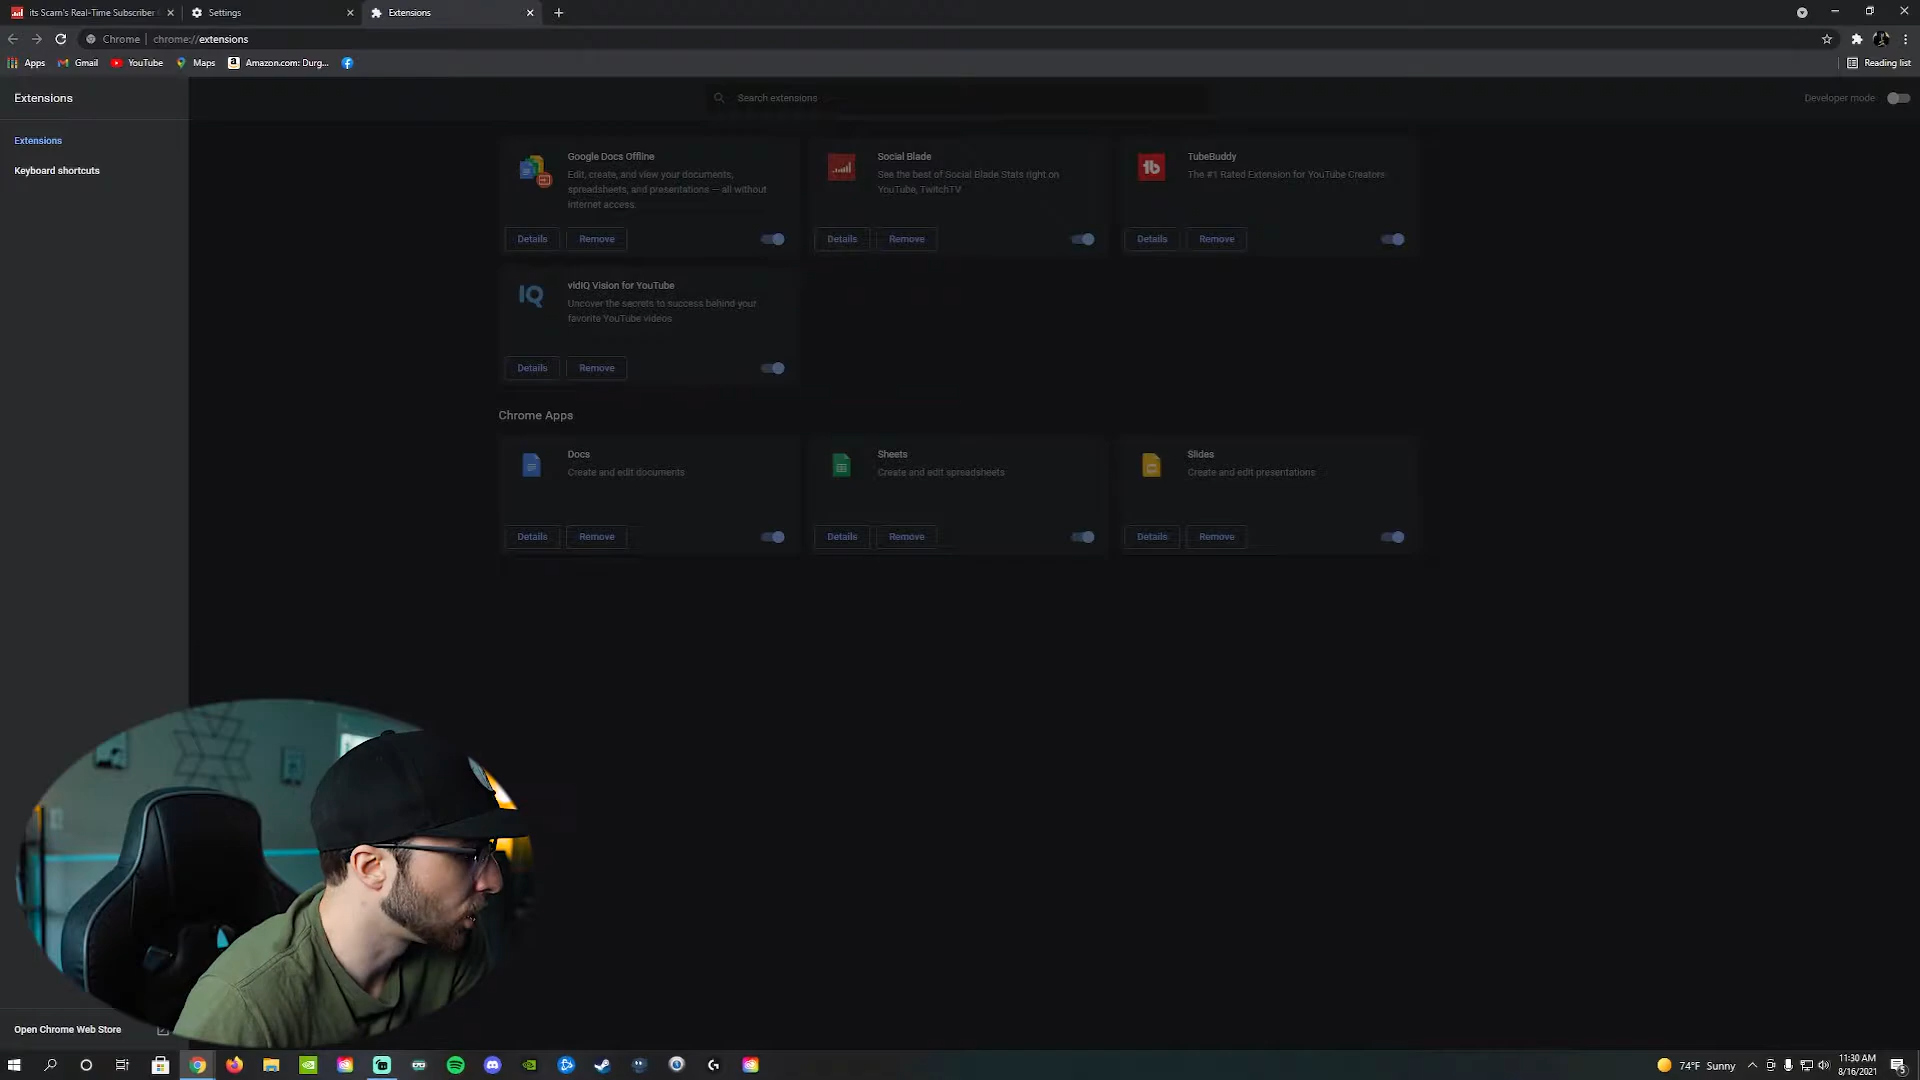 its Scam's Real-Time Subscriber
Settings
Extensions
Chrome
chrome://extensions
Apps
Gmail
YouTube
Maps
Amazon.com: Durg...
Reading list
Extensions
Search extensions
Developer mode
Extensions
Keyboard shortcuts
Google Docs Offline
Edit, create, and view your documents,
spreadsheets, and presentations — all without
internet access.
Details
Remove
Social Blade
See the best of Social Blade Stats right on
YouTube, TwitchTV
Details
Remove
TubeBuddy
The #1 Rated Extension for YouTube Creators
Details
Remove
IQ
vidIQ Vision for YouTube
Uncover the secrets to success behind your
favorite YouTube videos
Details
Remove
Chrome Apps
Docs
Create and edit documents
Details
Remove
Sheets
Create and edit spreadsheets
Details
Remove
Slides
Create and edit presentations
Details
Remove
Open Chrome Web Store
74°F Sunny
11:30 AM
8/16/2021